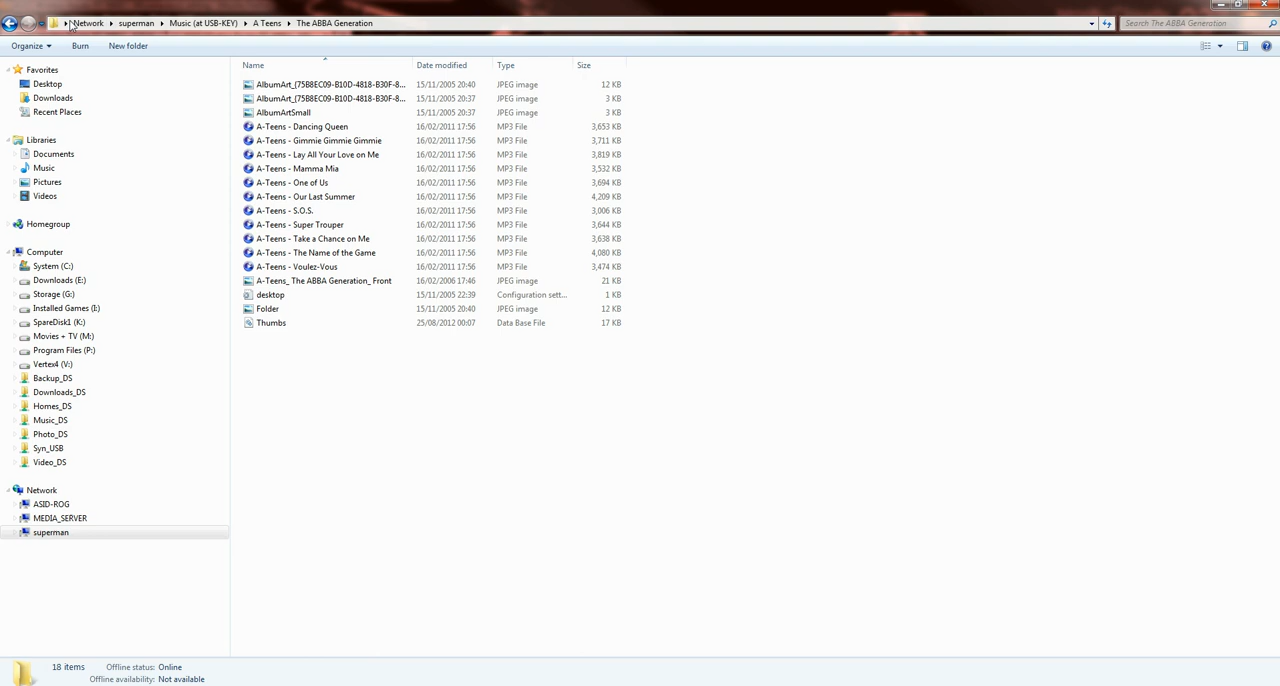 Network superman Music (at USB-KEY) A Teens The ABBA Generation Search The ABBA Generation
Organize Burn New folder
Name Date modified Type Size
Favorites
Desktop
Downloads
Recent Places
Libraries
Documents
Music
Pictures
Videos
Homegroup
Computer
System (C:)
Downloads (E:)
Storage (G:)
Installed Games (I:)
SpareDisk1 (K:)
Movies + TV (M:)
Program Files (P:)
Vertex4 (V:)
Backup_DS
Downloads_DS
Homes_DS
Music_DS
Photo_DS
Syn_USB
Video_DS
Network
ASID-ROG
MEDIA_SERVER
superman
AlbumArt_{75B8EC09-B10D-4818-B30F-8... 15/11/2005 20:40 JPEG image 12 KB
AlbumArt_{75B8EC09-B10D-4818-B30F-8... 15/11/2005 20:37 JPEG image 3 KB
AlbumArtSmall 15/11/2005 20:37 JPEG image 3 KB
A-Teens - Dancing Queen 16/02/2011 17:56 MP3 File 3,653 KB
A-Teens - Gimmie Gimmie Gimmie 16/02/2011 17:56 MP3 File 3,711 KB
A-Teens - Lay All Your Love on Me 16/02/2011 17:56 MP3 File 3,819 KB
A-Teens - Mamma Mia 16/02/2011 17:56 MP3 File 3,532 KB
A-Teens - One of Us 16/02/2011 17:56 MP3 File 3,694 KB
A-Teens - Our Last Summer 16/02/2011 17:56 MP3 File 4,209 KB
A-Teens - S.O.S. 16/02/2011 17:56 MP3 File 3,006 KB
A-Teens - Super Trouper 16/02/2011 17:56 MP3 File 3,644 KB
A-Teens - Take a Chance on Me 16/02/2011 17:56 MP3 File 3,638 KB
A-Teens - The Name of the Game 16/02/2011 17:56 MP3 File 4,080 KB
A-Teens - Voulez-Vous 16/02/2011 17:56 MP3 File 3,474 KB
A-Teens_ The ABBA Generation_ Front 16/02/2006 17:46 JPEG image 21 KB
desktop 15/11/2005 22:39 Configuration sett... 1 KB
Folder 15/11/2005 20:40 JPEG image 12 KB
Thumbs 25/08/2012 00:07 Data Base File 17 KB
18 items Offline status: Online
Offline availability: Not available